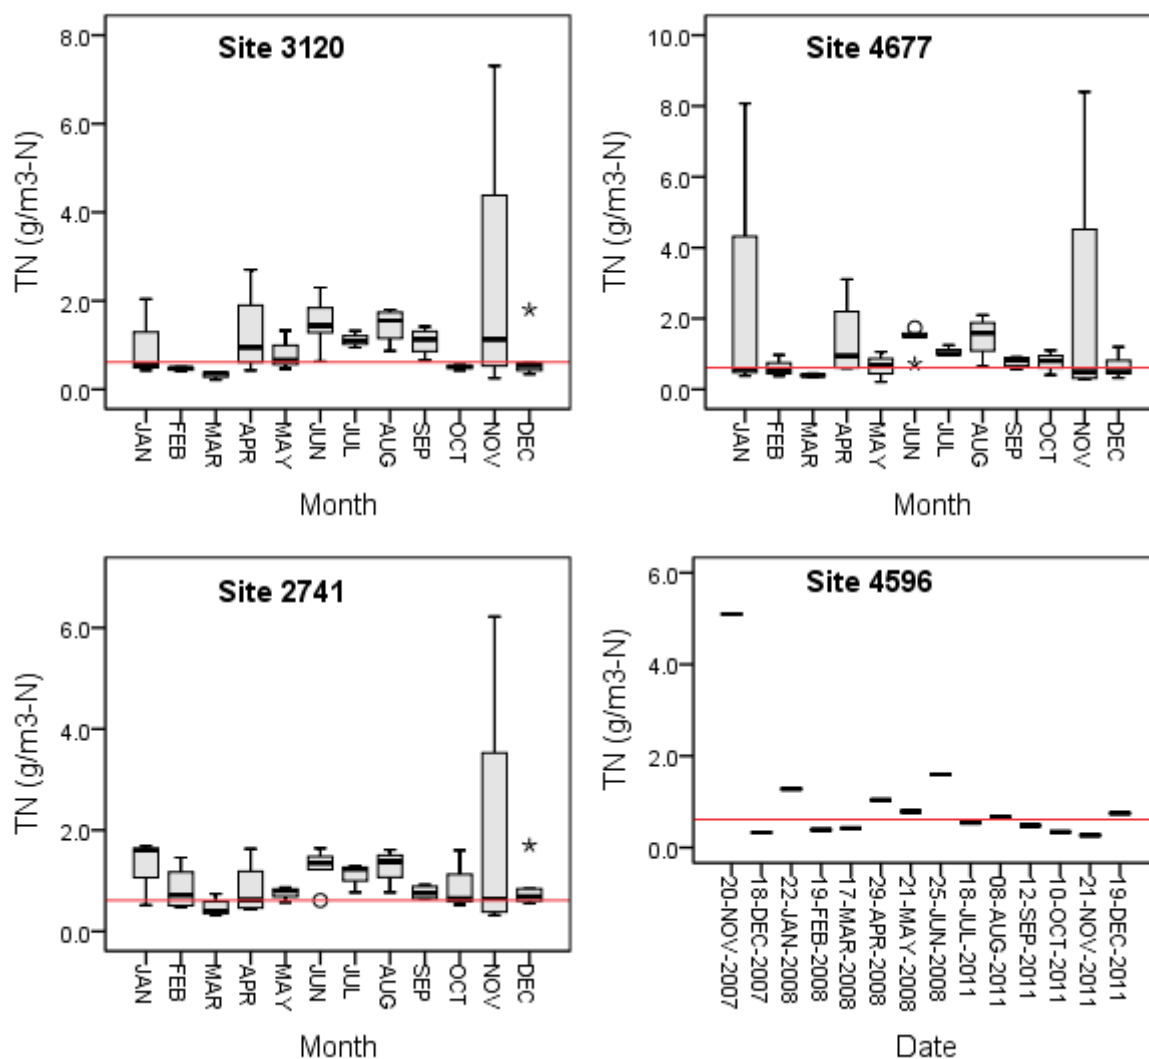 Site 3120
TN (g/m3-N)
8.0
6.0
4.0
2.0
0.0
JAN
FEB
MAR
APR
MAY
JUN
JUL
AUG
SEP
OCT
NOV
DEC
Month
Site 4677
TN (g/m3-N)
10.0
8.0
6.0
4.0
2.0
0.0
JAN
FEB
MAR
APR
MAY
JUN
JUL
AUG
SEP
OCT
NOV
DEC
Month
Site 2741
TN (g/m3-N)
6.0
4.0
2.0
0.0
JAN
FEB
MAR
APR
MAY
JUN
JUL
AUG
SEP
OCT
NOV
DEC
Month
Site 4596
TN (g/m3-N)
6.0
4.0
2.0
0.0
20-NOV-2007
18-DEC-2007
22-JAN-2008
19-FEB-2008
17-MAR-2008
29-APR-2008
21-MAY-2008
25-JUN-2008
18-JUL-2011
08-AUG-2011
12-SEP-2011
10-OCT-2011
21-NOV-2011
19-DEC-2011
Date